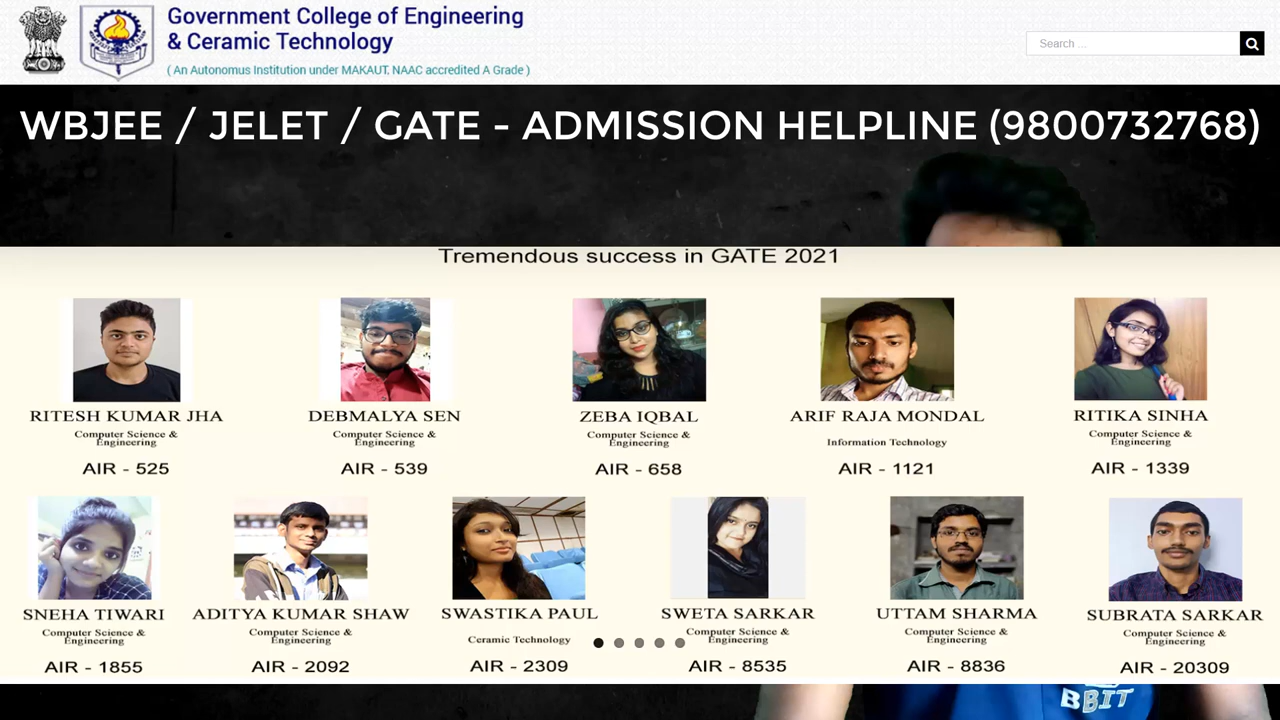 Government College of Engineering
& Ceramic Technology
( An Autonomus Institution under MAKAUT, NAAC accredited A Grade )
Search ...
WBJEE / JELET / GATE - ADMISSION HELPLINE (9800732768)
Tremendous success in GATE 2021
RITESH KUMAR JHA
Computer Science &
Engineering
AIR - 525
DEBMALYA SEN
Computer Science &
Engineering
AIR - 539
ZEBA IQBAL
Computer Science &
Engineering
AIR - 658
ARIF RAJA MONDAL
Information Technology
AIR - 1121
RITIKA SINHA
Computer Science &
Engineering
AIR - 1339
SNEHA TIWARI
Computer Science &
Engineering
AIR - 1855
ADITYA KUMAR SHAW
Computer Science &
Engineering
AIR - 2092
SWASTIKA PAUL
Ceramic Technology
AIR - 2309
SWETA SARKAR
Computer Science &
Engineering
AIR - 8535
UTTAM SHARMA
Computer Science &
Engineering
AIR - 8836
SUBRATA SARKAR
Computer Science &
Engineering
AIR - 20309
BBIT